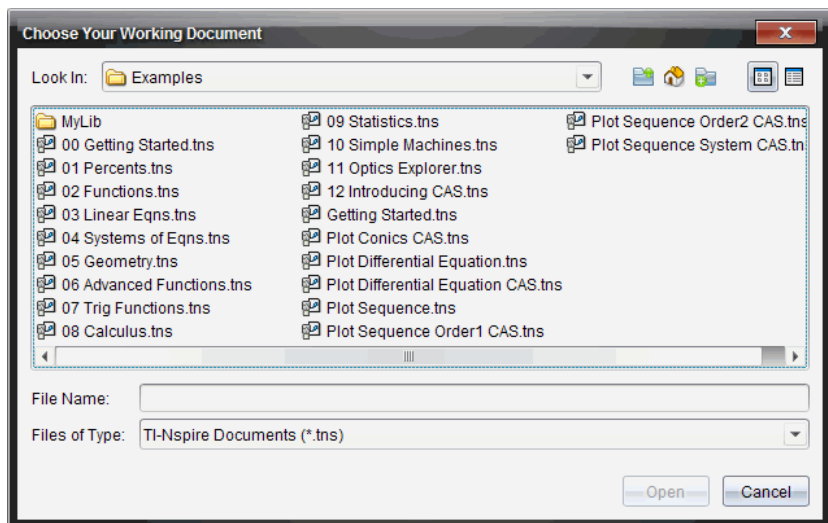 Choose Your Working Document
Look In: Examples
MyLib
00 Getting Started.tns
01 Percents.tns
02 Functions.tns
03 Linear Eqns.tns
04 Systems of Eqns.tns
05 Geometry.tns
06 Advanced Functions.tns
07 Trig Functions.tns
08 Calculus.tns
09 Statistics.tns
10 Simple Machines.tns
11 Optics Explorer.tns
12 Introducing CAS.tns
Getting Started.tns
Plot Conics CAS.tns
Plot Differential Equation.tns
Plot Differential Equation CAS.tns
Plot Sequence.tns
Plot Sequence Order1 CAS.tns
Plot Sequence Order2 CAS.tns
Plot Sequence System CAS.tn
File Name:
Files of Type: TI-Nspire Documents (*.tns)
Open Cancel